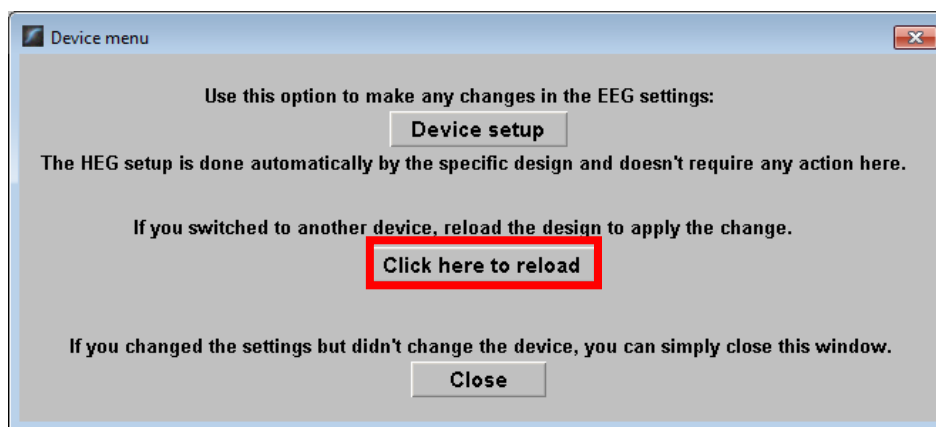 Device menu
Use this option to make any changes in the EEG settings:
Device setup
The HEG setup is done automatically by the specific design and doesn't require any action here.
If you switched to another device, reload the design to apply the change.
Click here to reload
If you changed the settings but didn't change the device, you can simply close this window.
Close